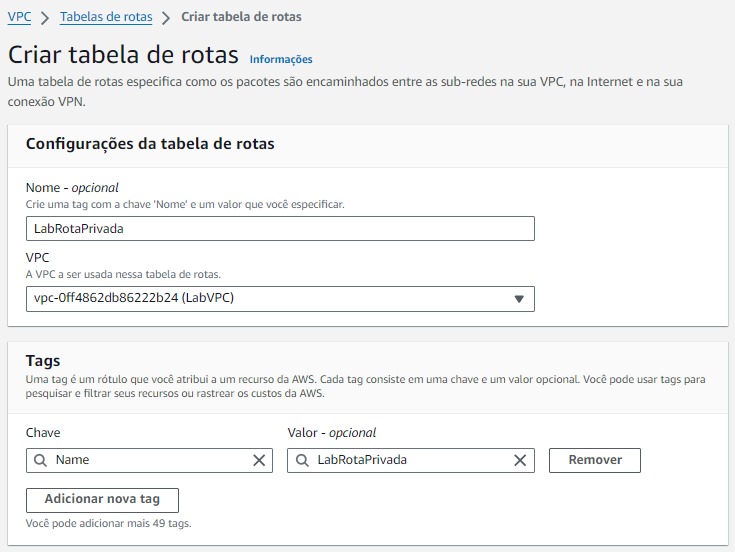 VPC > Tabelas de rotas > Criar tabela de rotas
Criar tabela de rotas Informações
Uma tabela de rotas especifica como os pacotes são encaminhados entre as sub-redes na sua VPC, na Internet e na sua
conexão VPN.
Configurações da tabela de rotas
Nome - opcional
Crie uma tag com a chave 'Nome' e um valor que você especificar.
LabRotaPrivada
VPC
A VPC a ser usada nessa tabela de rotas.
vpc-0ff4862db86222b24 (LabVPC)
Tags
Uma tag é um rótulo que você atribui a um recurso da AWS. Cada tag consiste em uma chave e um valor opcional. Você pode usar tags para
pesquisar e filtrar seus recursos ou rastrear os custos da AWS.
Chave Valor - opcional
Name LabRotaPrivada Remover
Adicionar nova tag
Você pode adicionar mais 49 tags.